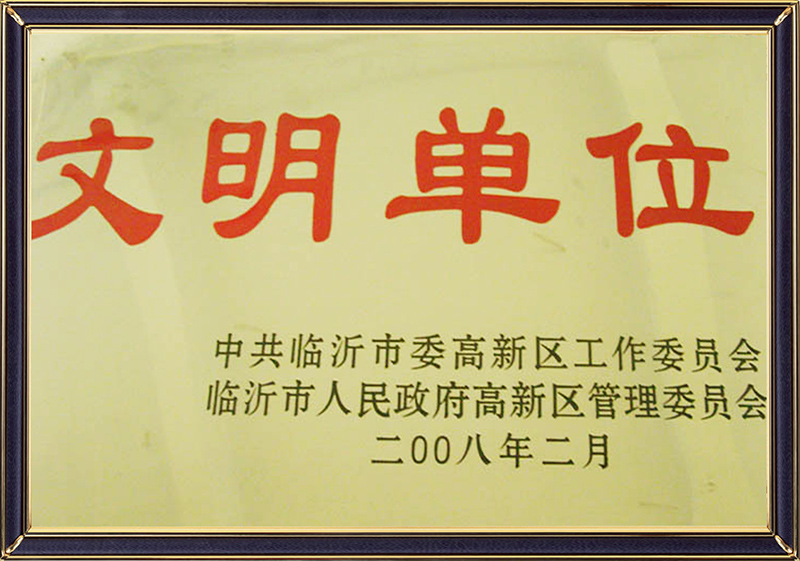 文明单位
中共临沂市委高新区工作委员会
临沂市人民政府高新区管理委员会
二00八年二月